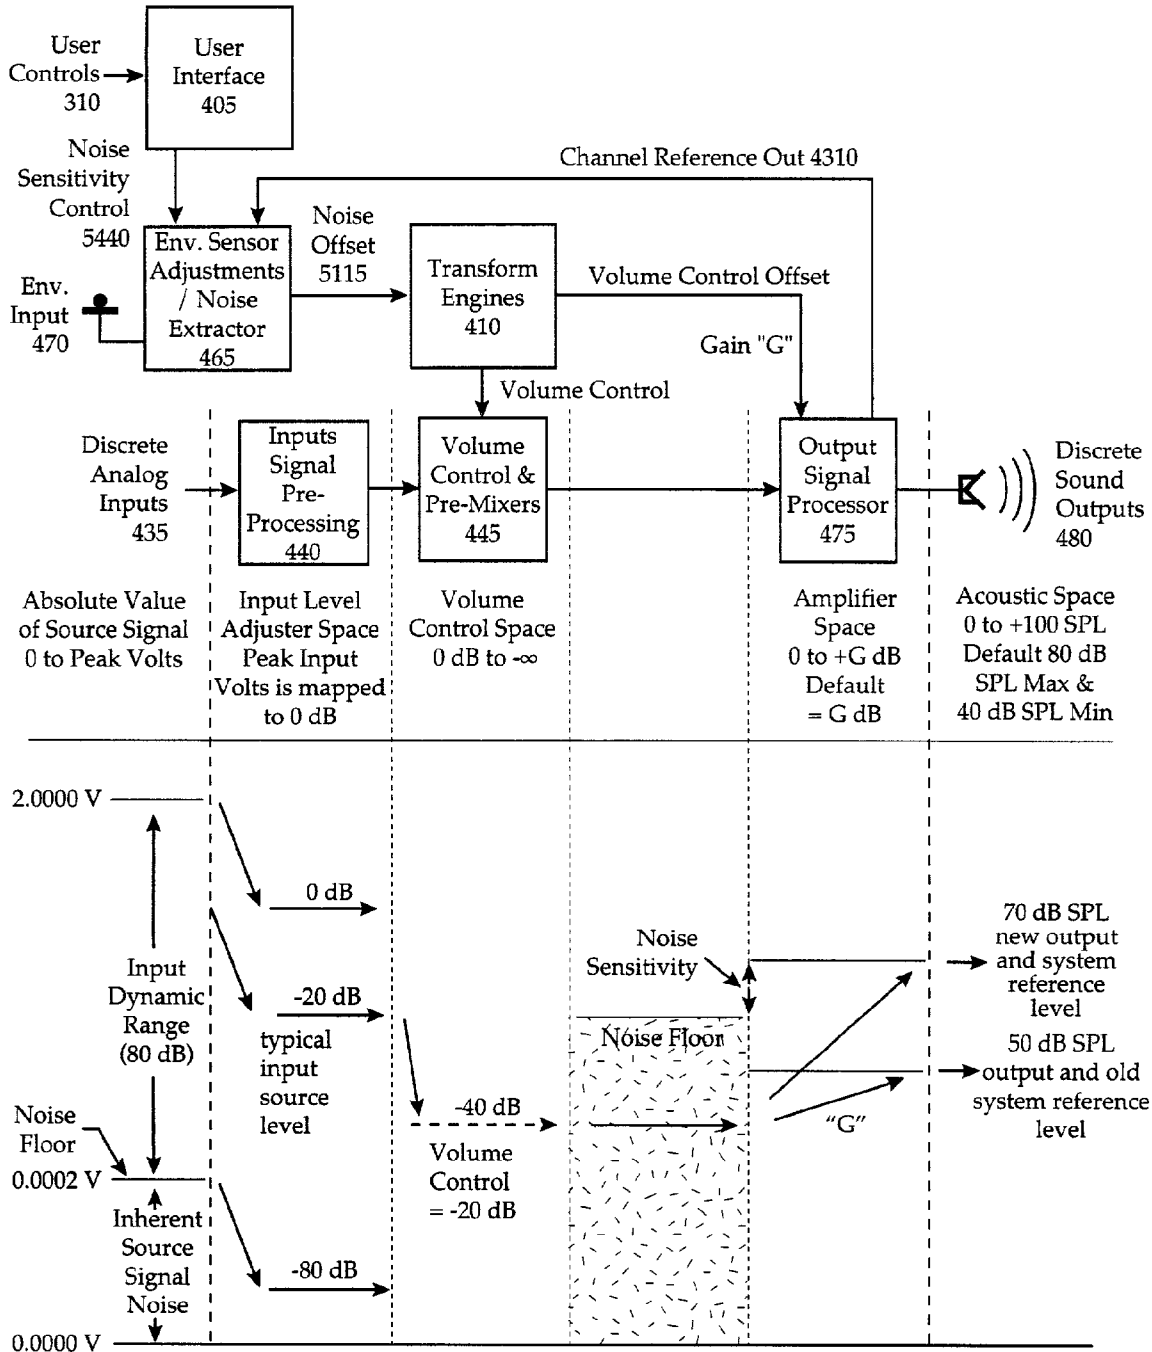 User
Controls
310
User
Interface
405
Noise
Sensitivity
Control
5440
Channel Reference Out 4310
Env.
Input
470
Env. Sensor
Adjustments
/ Noise
Extractor
465
Noise
Offset
5115
Transform
Engines
410
Volume Control Offset
Gain "G"
Volume Control
Discrete
Analog
Inputs
435
Inputs
Signal
Pre-
Processing
440
Volume
Control &
Pre-Mixers
445
Output
Signal
Processor
475
Discrete
Sound
Outputs
480
Absolute Value
of Source Signal
0 to Peak Volts
Input Level
Adjuster Space
Peak Input
Volts is mapped
to 0 dB
Volume
Control Space
0 dB to -∞
Amplifier
Space
0 to +G dB
Default
= G dB
Acoustic Space
0 to +100 SPL
Default 80 dB
SPL Max &
40 dB SPL Min
2.0000 V
0 dB
Input
Dynamic
Range
(80 dB)
-20 dB
typical
input
source
level
Noise
Sensitivity
Noise Floor
70 dB SPL
new output
and system
reference
level
50 dB SPL
output and old
system reference
level
"G"
-40 dB
Volume
Control
= -20 dB
Noise
Floor
0.0002 V
Inherent
Source
Signal
Noise
-80 dB
0.0000 V